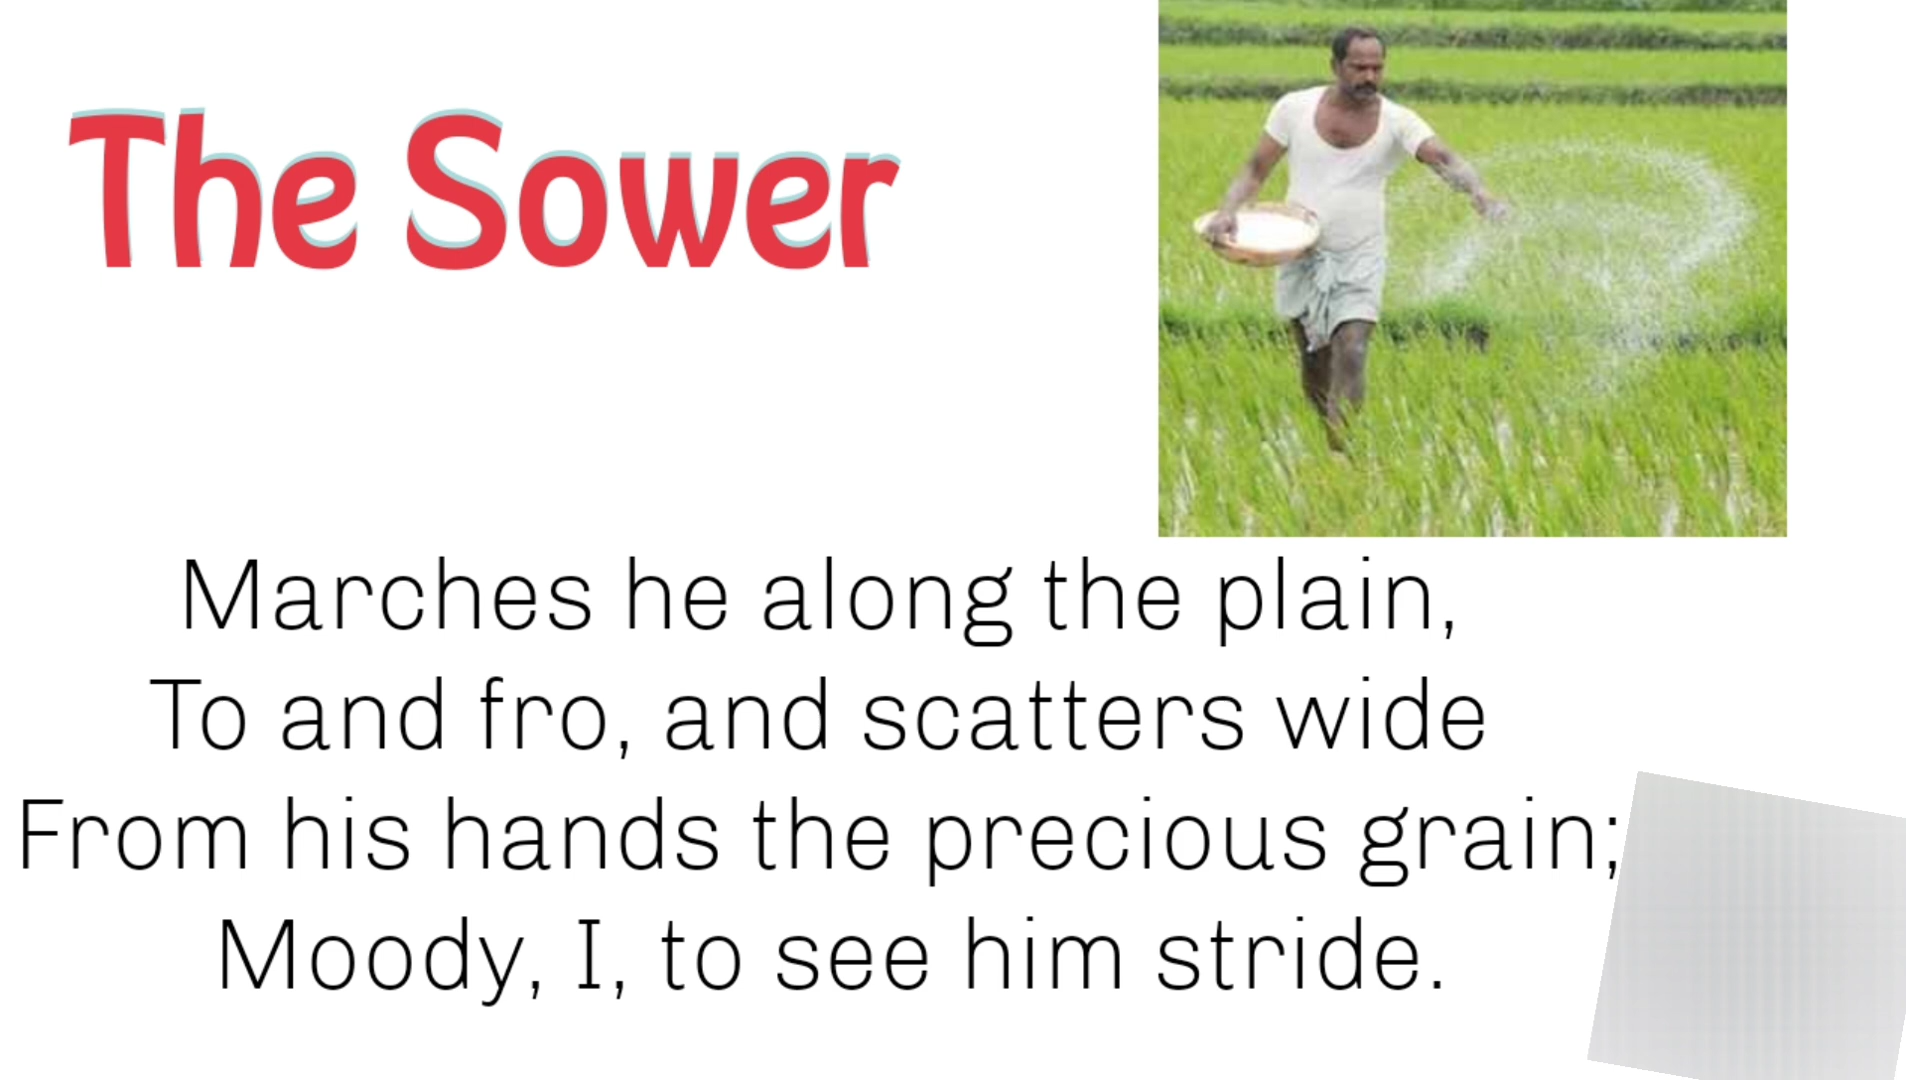 The Sower
Marches he along the plain,
To and fro, and scatters wide
From his hands the precious grain;
Moody, I, to see him stride.